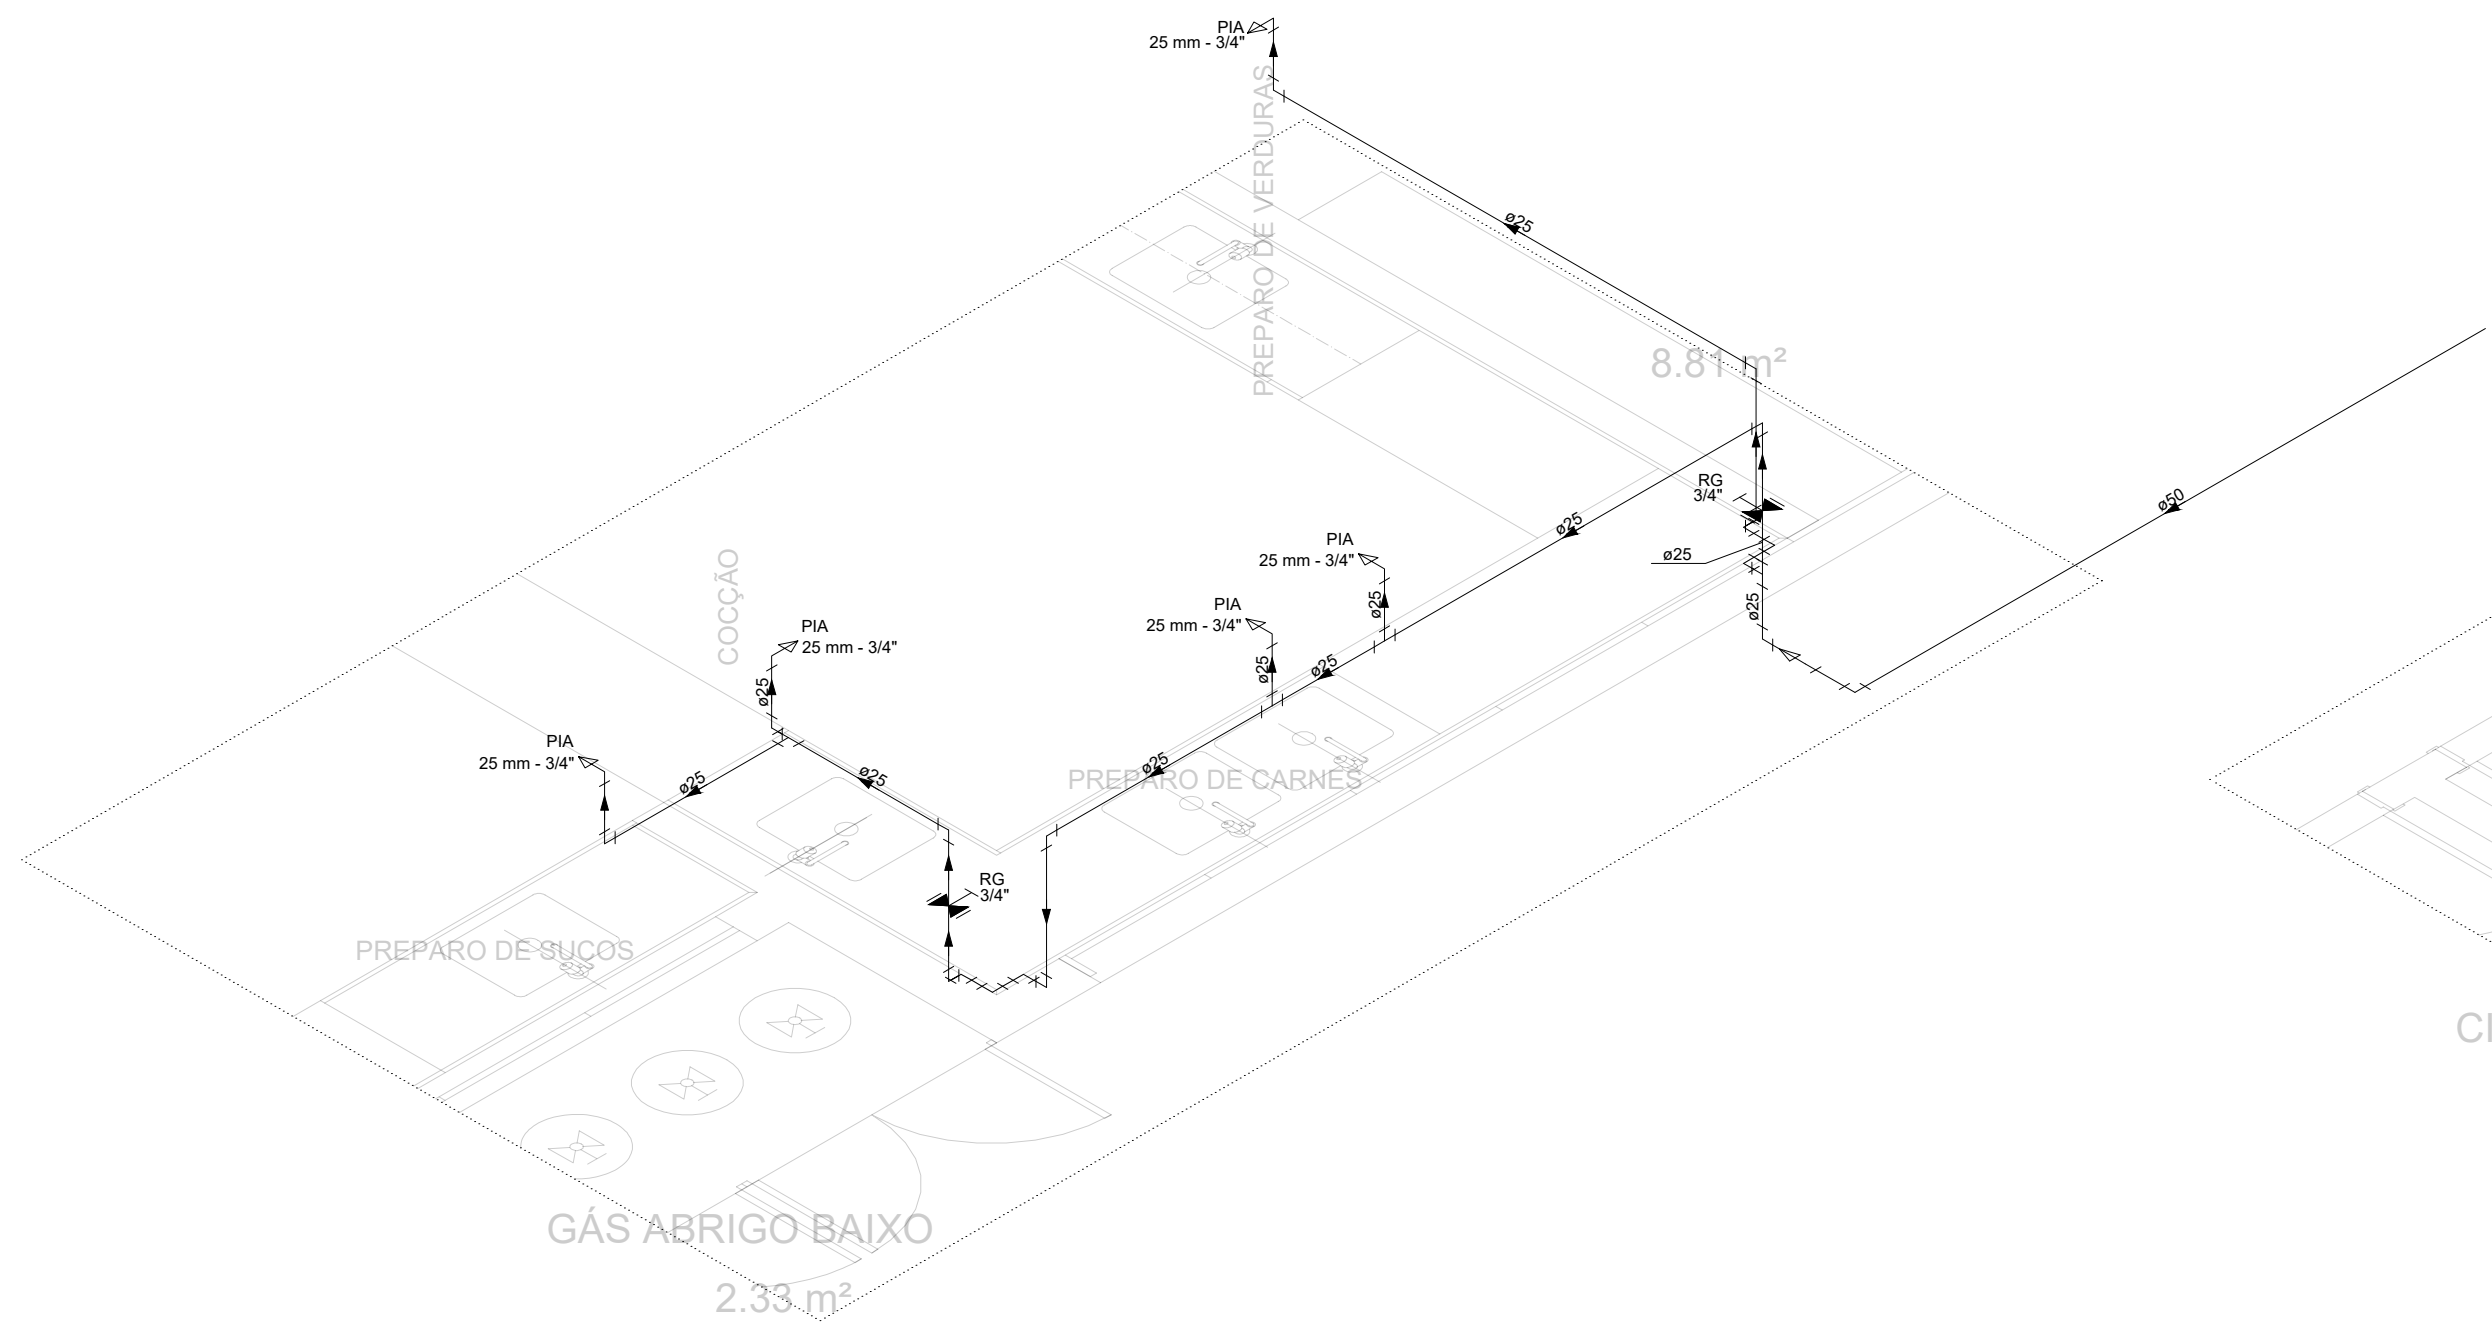 PIA
25 mm - 3/4"
PREPARO DE VERDURAS
ø25
8.81 m²
RG
3/4"
ø50
ø25
ø25
ø25
PIA
25 mm - 3/4"
ø25
PIA
25 mm - 3/4"
ø25
ø25
COCÇÃO
PIA
25 mm - 3/4"
ø25
PIA
25 mm - 3/4"
ø25
ø25
ø25
PREPARO DE CARNES
RG
3/4"
PREPARO DE SUCOS
GÁS ABRIGO BAIXO
2.33 m²